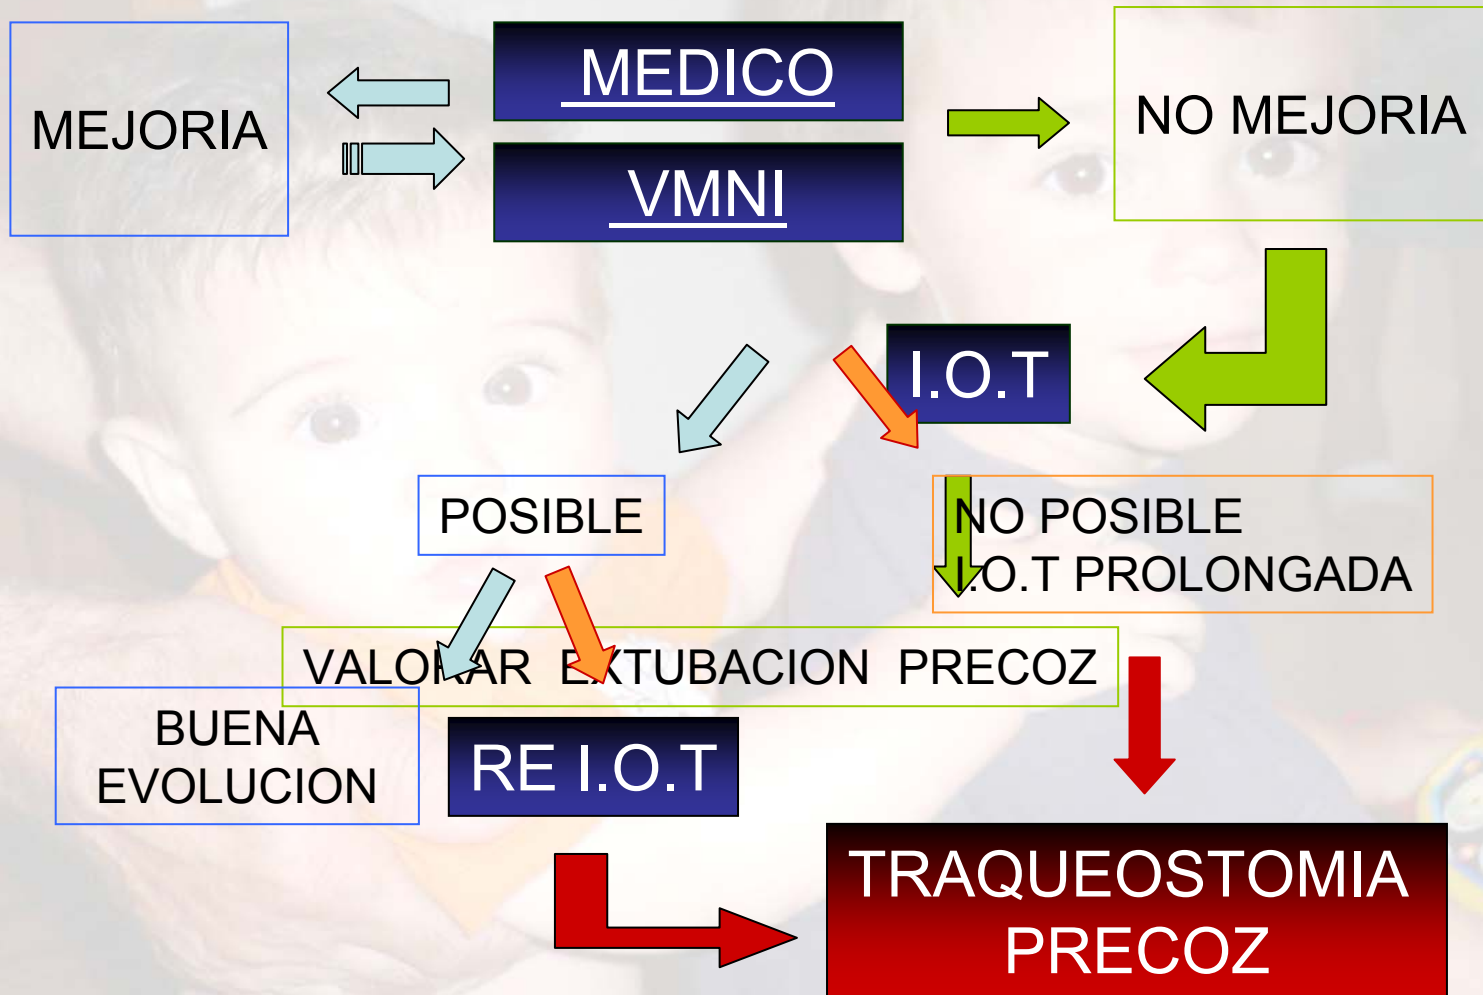 MEDICO
MEJORIA
NO MEJORIA
VMNI
I.O.T
POSIBLE
NO POSIBLE
I.O.T PROLONGADA
VALORAR EXTUBACION PRECOZ
BUENA
EVOLUCION
RE I.O.T
TRAQUEOSTOMIA
PRECOZ